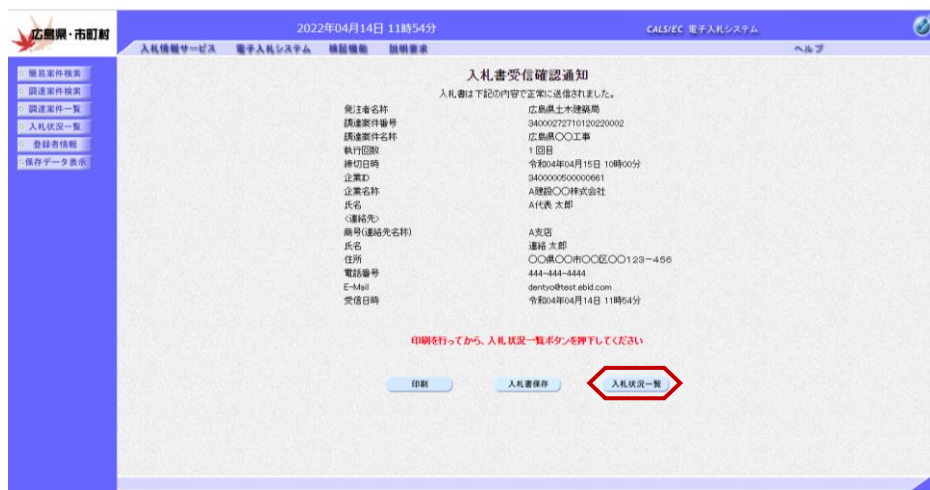 広島県・市町村
2022年04月14日 11時54分
CALS/EC 電子入札システム
入札情報サービス 電子入札システム 検証機能 説明要求 ヘルプ
簡易案件検索
調達案件検索
調達案件一覧
入札状況一覧
登録者情報
保存データ表示
入札書受信確認通知
入札書は下記の内容で正常に送信されました。
発注者名称 広島県土木建築局
調達案件番号 34000272710120220002
調達案件名称 広島県〇〇工事
執行回数 1回目
締切日時 令和04年04月15日 10時00分
企業ID 3400000500000661
企業名称 A建設〇〇株式会社
氏名 A代表 太郎
<連絡先>
商号(連絡先名称) A支店
氏名 連絡 太郎
住所 〇〇県〇〇市〇〇区〇〇123-456
電話番号 444-444-4444
E-Mail dentyo@test.ebid.com
受信日時 令和04年04月14日 11時54分
印刷を行ってから、入札状況一覧ボタンを押下してください
印刷 入札書保存 入札状況一覧